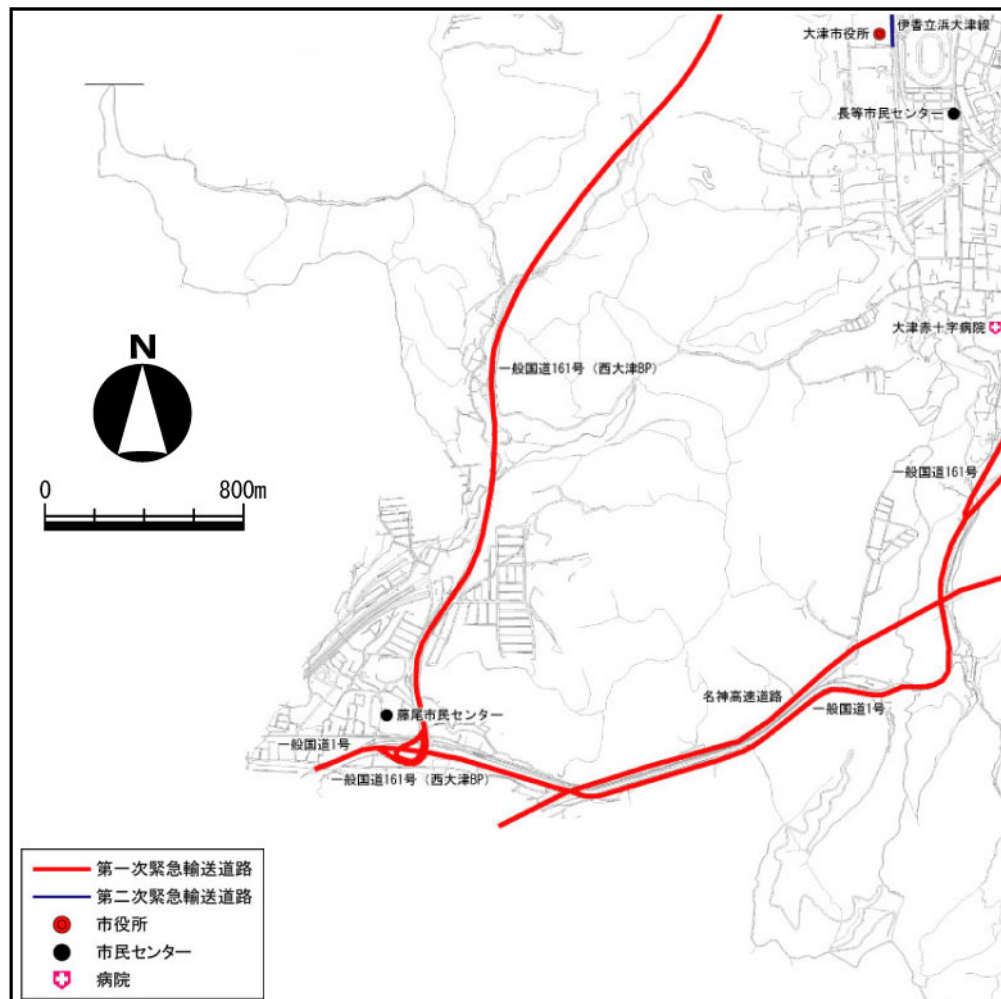 伊香立浜大津線
大津市役所
長等市民センター
大津赤十字病院
N
一般国道161号（西大津BP）
一般国道161号
0 800m
名神高速道路
一般国道1号
藤尾市民センター
一般国道1号
一般国道161号（西大津BP）
第一次緊急輸送道路
第二次緊急輸送道路
市役所
市民センター
病院